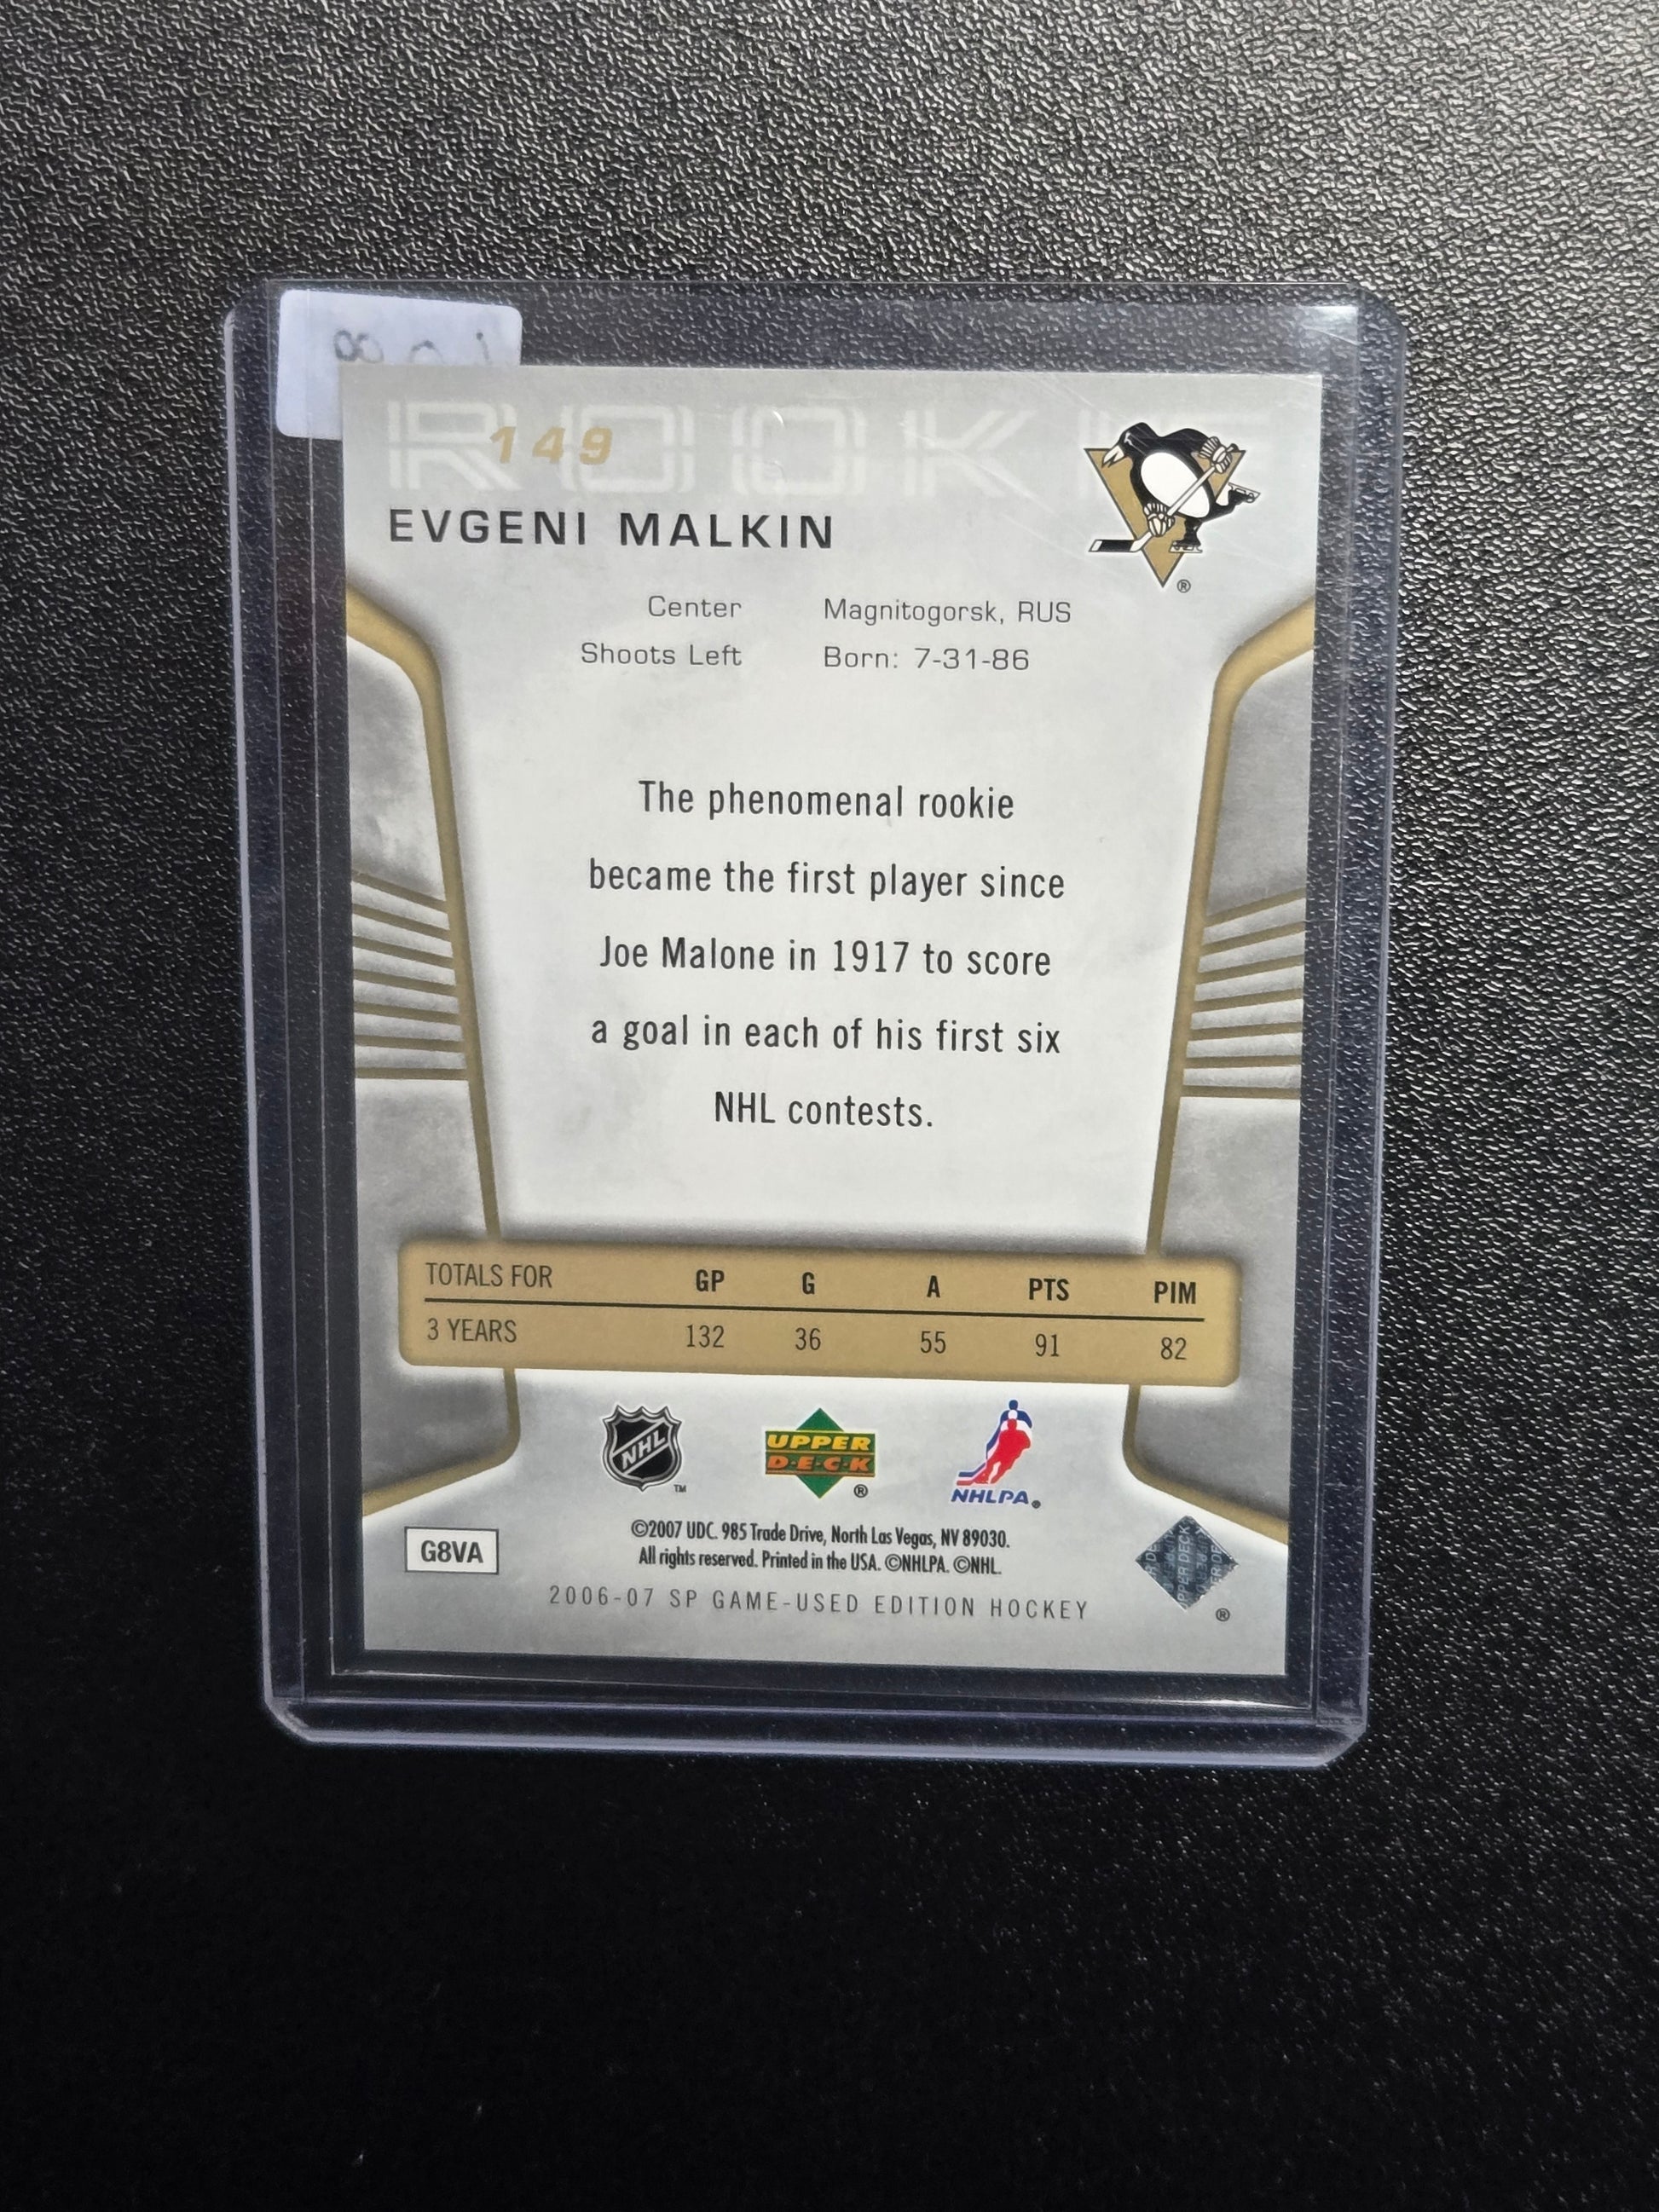 ROOKIE
149
EVGENI MALKIN
Center Magnitogorsk, RUS
Shoots Left Born: 7-31-86
®
The phenomenal rookie
became the first player since
Joe Malone in 1917 to score
a goal in each of his first six
NHL contests.
TOTALS FOR GP G A PTS PIM
3 YEARS 132 36 55 91 82
NHL ™
UPPER
D·E·C·K ®
NHLPA ®
G8VA
©2007 UDC. 985 Trade Drive, North Las Vegas, NV 89030.
All rights reserved. Printed in the USA. ©NHLPA. ©NHL.
2006-07 SP GAME-USED EDITION HOCKEY
UPPER DECK
®